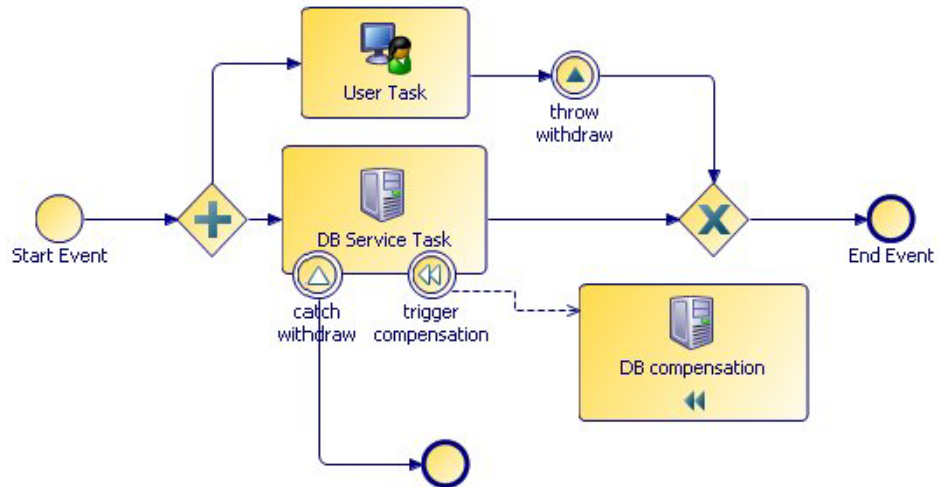 User Task
throw
withdraw
DB Service Task
Start Event
End Event
catch
withdraw
trigger
compensation
DB compensation